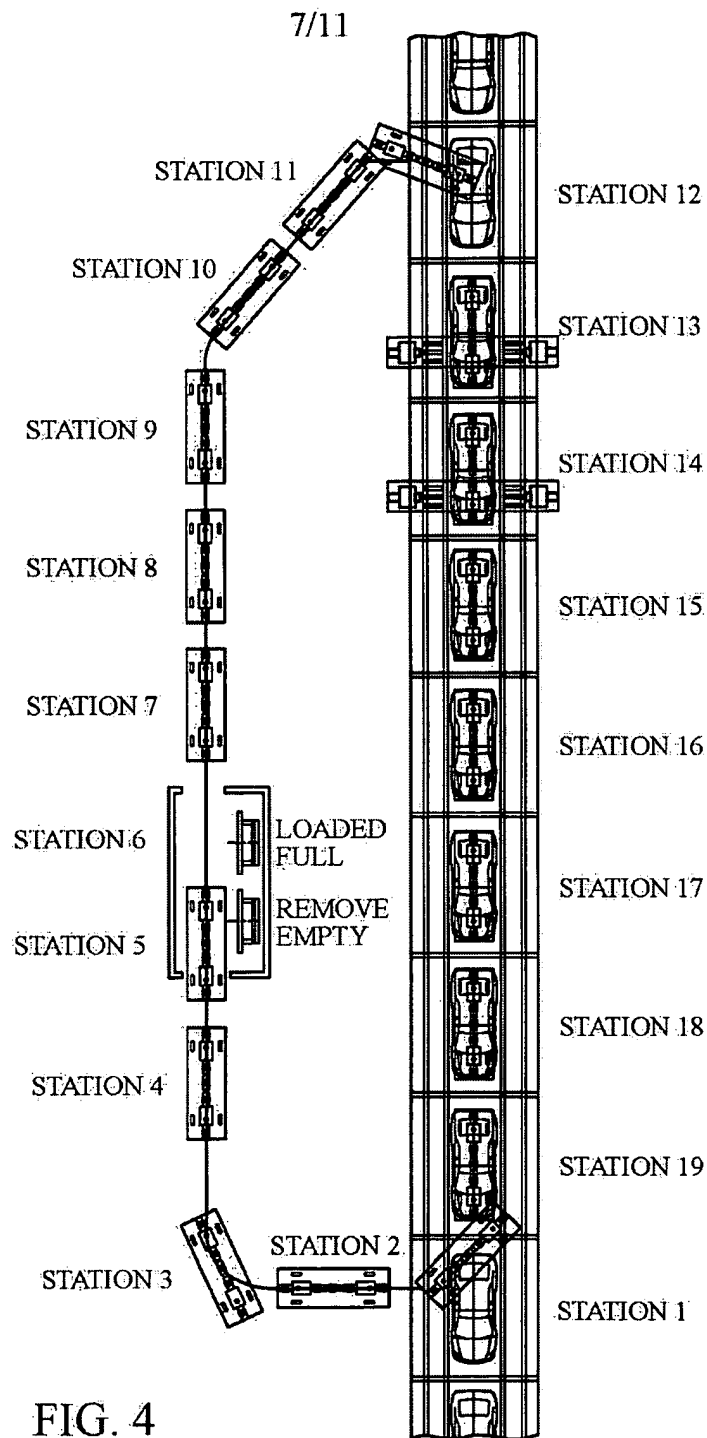 7/11
STATION 11
STATION 12
STATION 10
STATION 13
STATION 9
STATION 14
STATION 8
STATION 15
STATION 7
STATION 16
STATION 6
LOADED
FULL
STATION 17
REMOVE
EMPTY
STATION 5
STATION 18
STATION 4
STATION 19
STATION 2
STATION 3
STATION 1
FIG. 4